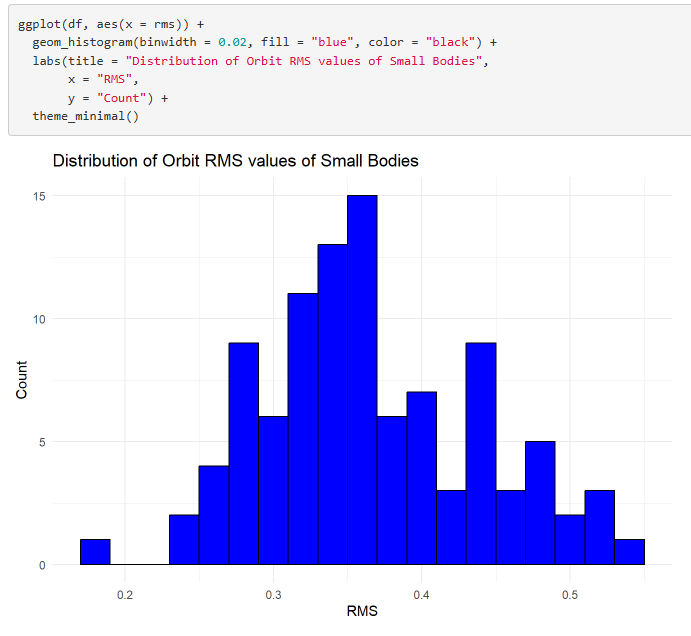 ggplot(df, aes(x = rms)) +
  geom_histogram(binwidth = 0.02, fill = "blue", color = "black") +
  labs(title = "Distribution of Orbit RMS values of Small Bodies",
       x = "RMS",
       y = "Count") +
  theme_minimal()
Distribution of Orbit RMS values of Small Bodies
15
10
5
0
Count
0.2 0.3 0.4 0.5
RMS